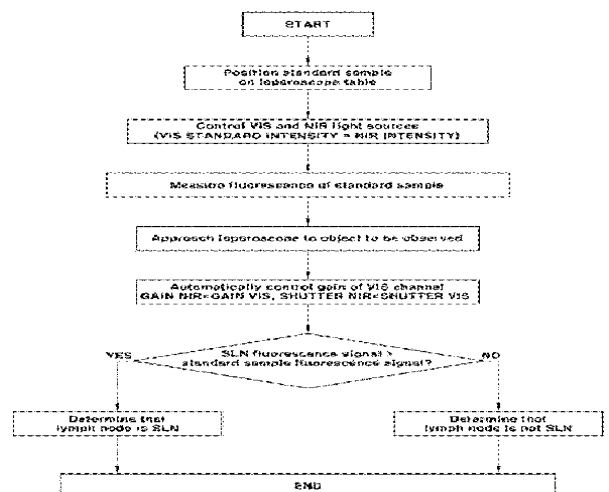 START
Position standard sample
on laparoscope table
Control VIS and NIR light sources
(VIS STANDARD INTENSITY = NIR INTENSITY)
Measure fluorescence of standard sample
Approach laparoscope to object to be observed
Automatically control gain of VIS channel
GAIN NIR<GAIN VIS, SHUTTER NIR<SHUTTER VIS
SLN fluorescence signal >
standard sample fluorescence signal?
YES
NO
Determine that
lymph node is SLN
Determine that
lymph node is not SLN
END